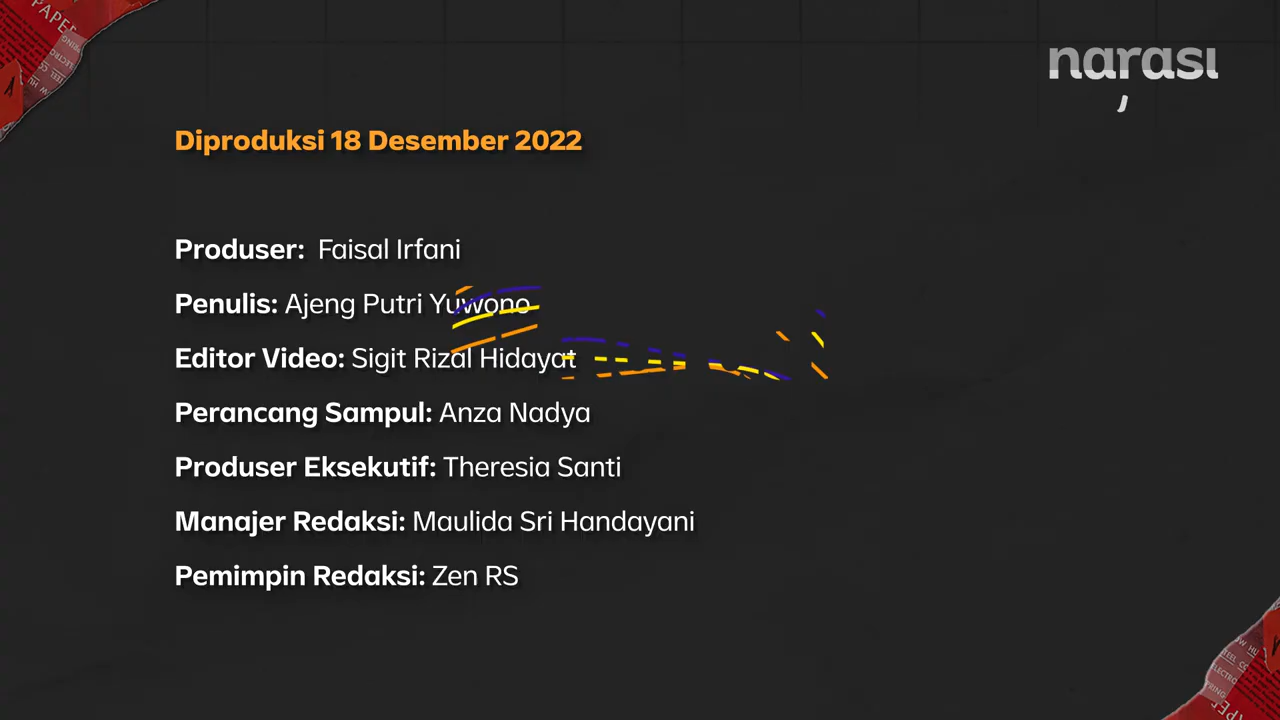 narasi
Diproduksi 18 Desember 2022
Produser: Faisal Irfani
Penulis: Ajeng Putri Yuwono
Editor Video: Sigit Rizal Hidayat
Perancang Sampul: Anza Nadya
Produser Eksekutif: Theresia Santi
Manajer Redaksi: Maulida Sri Handayani
Pemimpin Redaksi: Zen RS